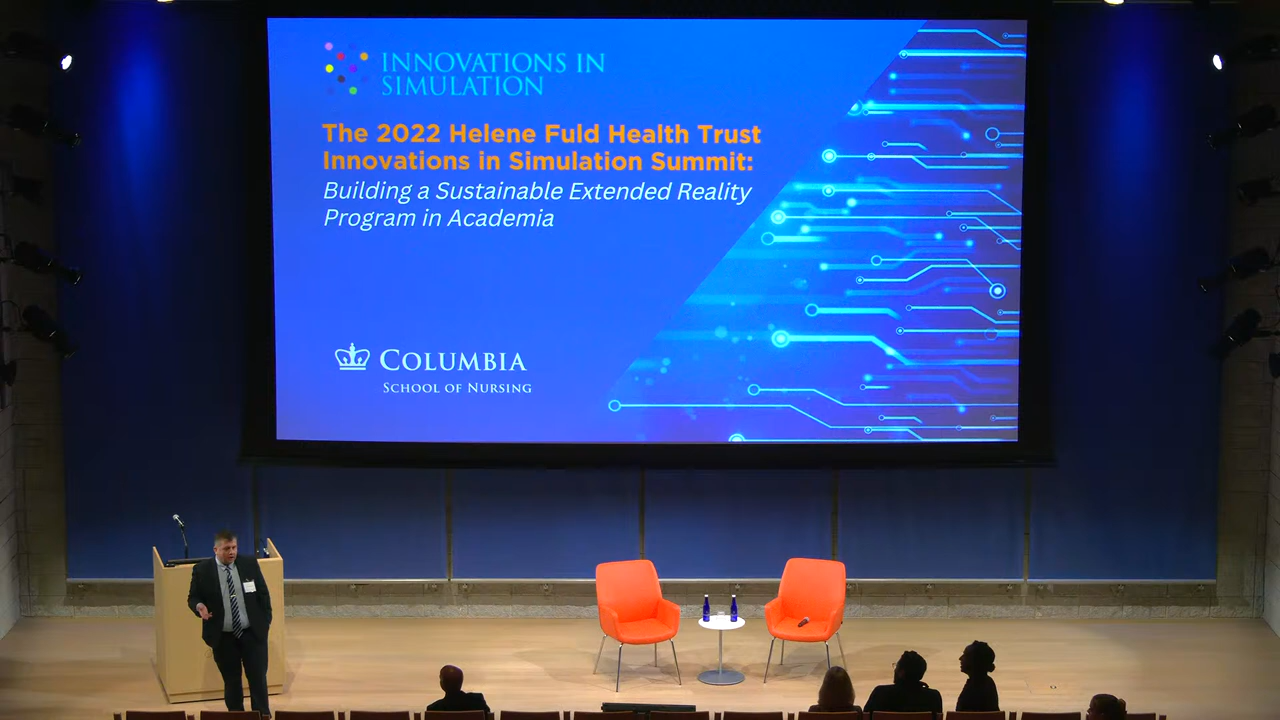 INNOVATIONS IN
SIMULATION
The 2022 Helene Fuld Health Trust
Innovations in Simulation Summit:
Building a Sustainable Extended Reality
Program in Academia
COLUMBIA
SCHOOL OF NURSING